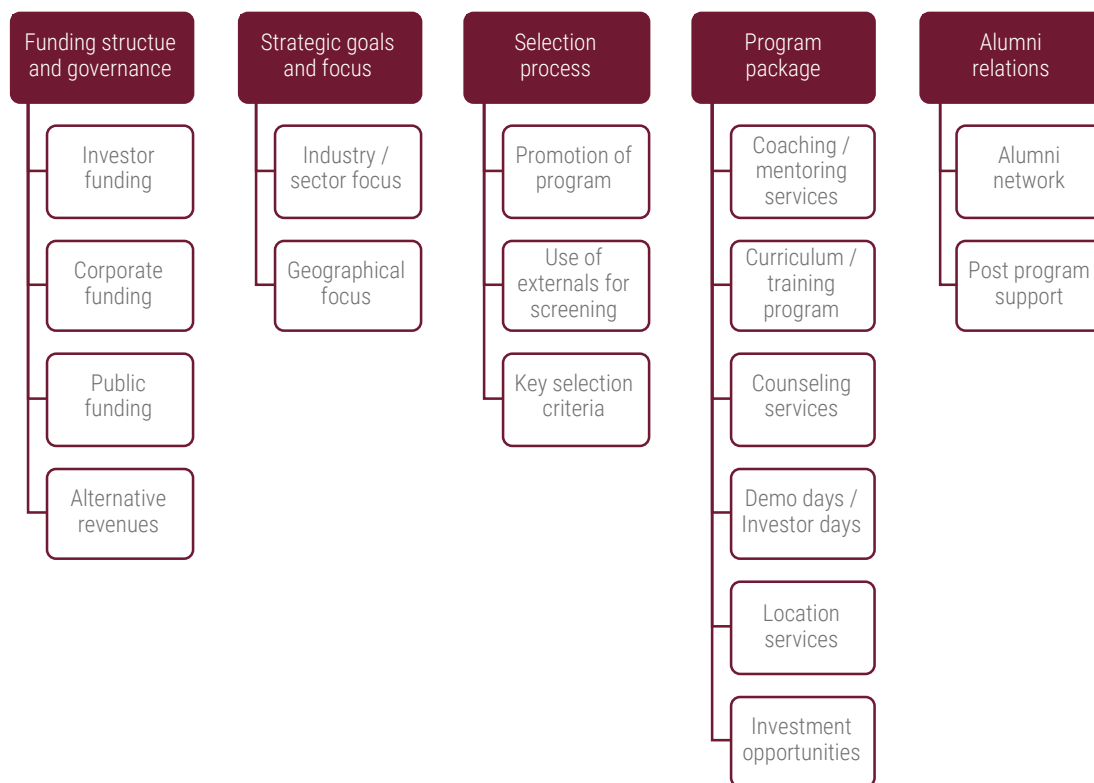 Funding structue
and governance
Investor
funding
Corporate
funding
Public
funding
Alternative
revenues
Strategic goals
and focus
Industry /
sector focus
Geographical
focus
Selection
process
Promotion of
program
Use of
externals for
screening
Key selection
criteria
Program
package
Coaching /
mentoring
services
Curriculum /
training
program
Counseling
services
Demo days /
Investor days
Location
services
Investment
opportunities
Alumni
relations
Alumni
network
Post program
support